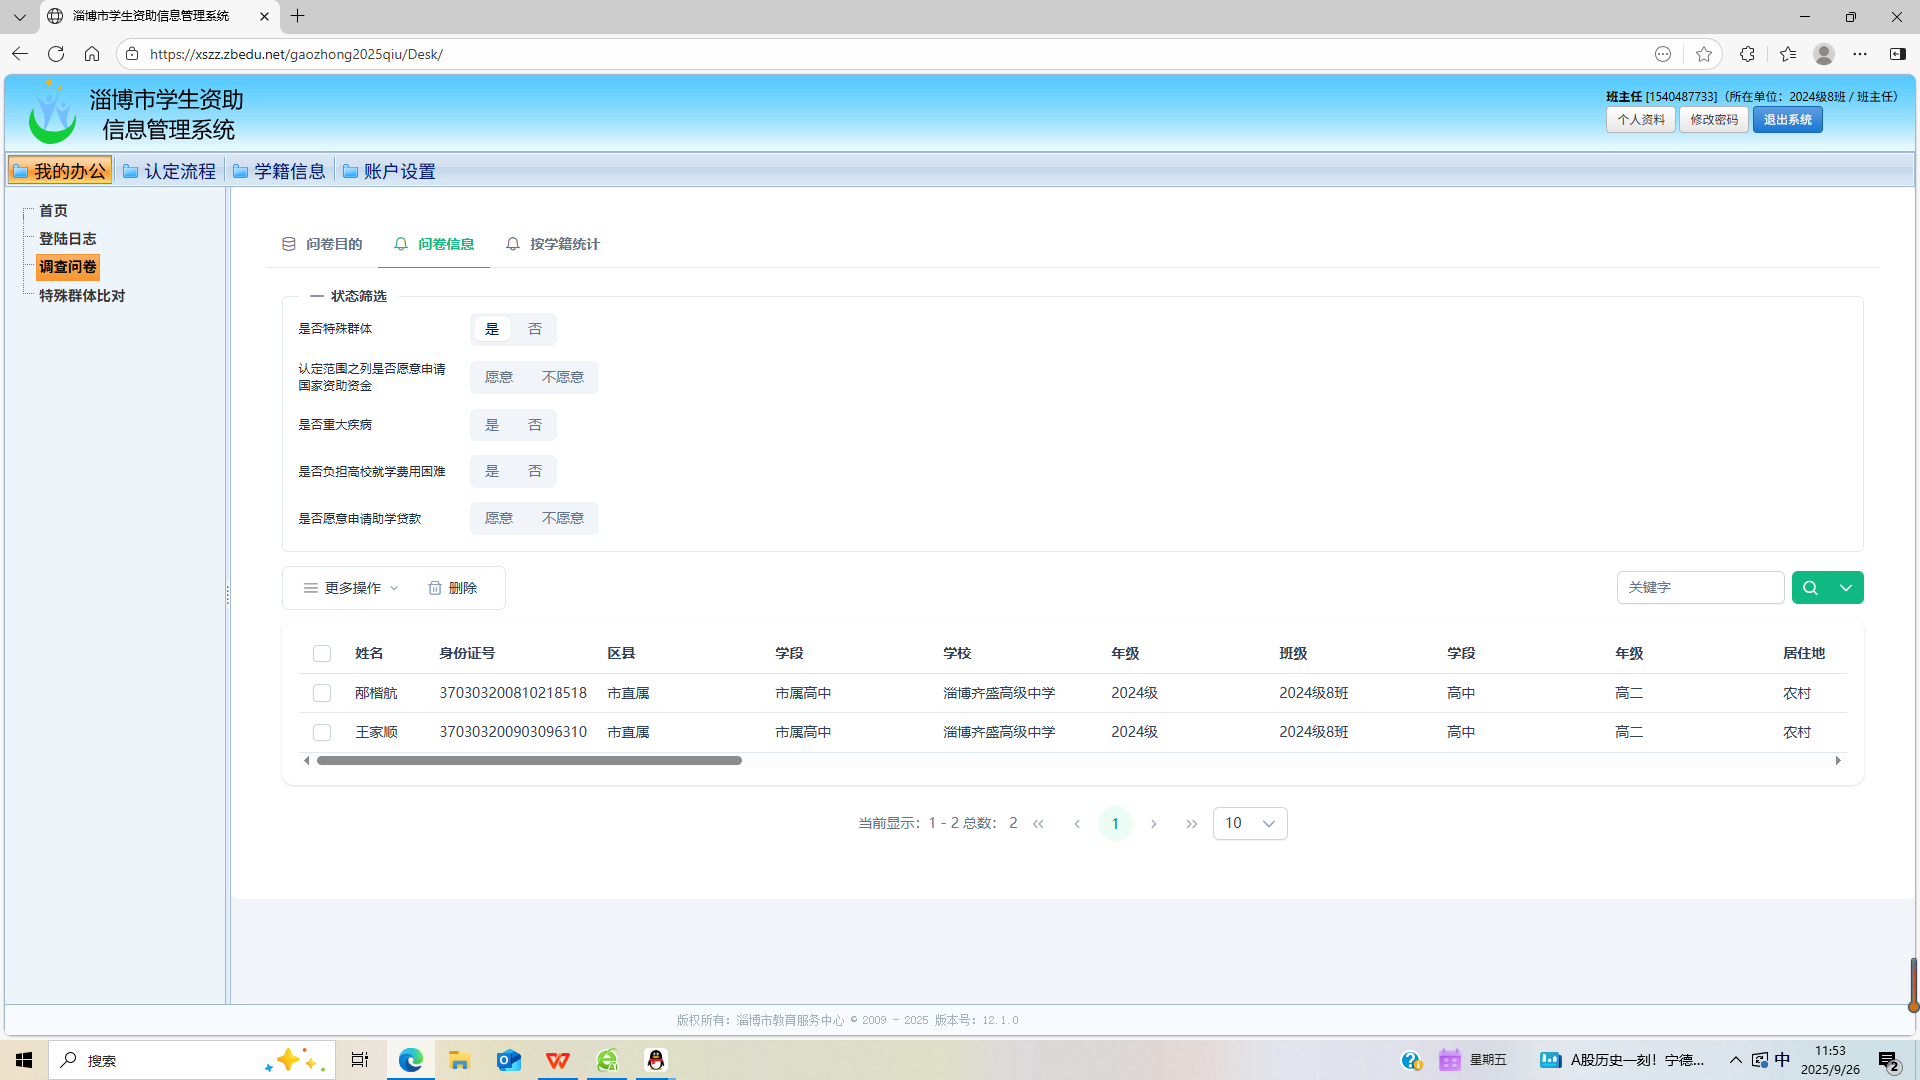 淄博市学生资助信息管理系统
https://xszz.zbedu.net/gaozhong2025qiu/Desk/
淄博市学生资助
信息管理系统
班主任 [1540487733]（所在单位：2024级8班 / 班主任）
个人资料 修改密码 退出系统
我的办公 认定流程 学籍信息 账户设置
首页
登陆日志
调查问卷
特殊群体比对
问卷目的 问卷信息 按学籍统计
状态筛选
是否特殊群体 是 否
认定范围之列是否愿意申请
国家资助资金 愿意 不愿意
是否重大疾病 是 否
是否负担高校就学费用困难 是 否
是否愿意申请助学贷款 愿意 不愿意
更多操作 删除 关键字
姓名 身份证号 区县 学段 学校 年级 班级 学段 年级 居住地
邴楷航 370303200810218518 市直属 市属高中 淄博齐盛高级中学 2024级 2024级8班 高中 高二 农村
王家顺 370303200903096310 市直属 市属高中 淄博齐盛高级中学 2024级 2024级8班 高中 高二 农村
当前显示：1 - 2 总数： 2 1 10
版权所有：淄博市教育服务中心 © 2009 - 2025 版本号：12.1.0
搜索 星期五 A股历史一刻！宁德... 中 11:53
2025/9/26 2